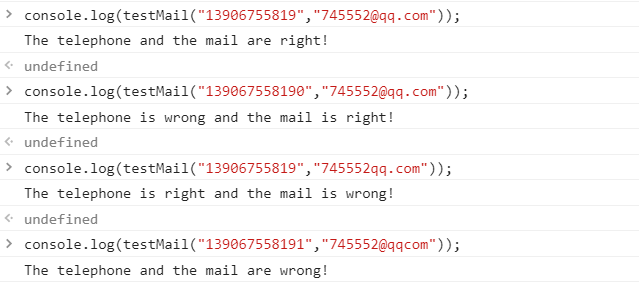 > console.log(testMail("13906755819","745552@qq.com"));
The telephone and the mail are right!
undefined
> console.log(testMail("139067558190","745552@qq.com"));
The telephone is wrong and the mail is right!
undefined
> console.log(testMail("13906755819","745552qq.com"));
The telephone is right and the mail is wrong!
undefined
> console.log(testMail("139067558191","745552@qqcom"));
The telephone and the mail are wrong!